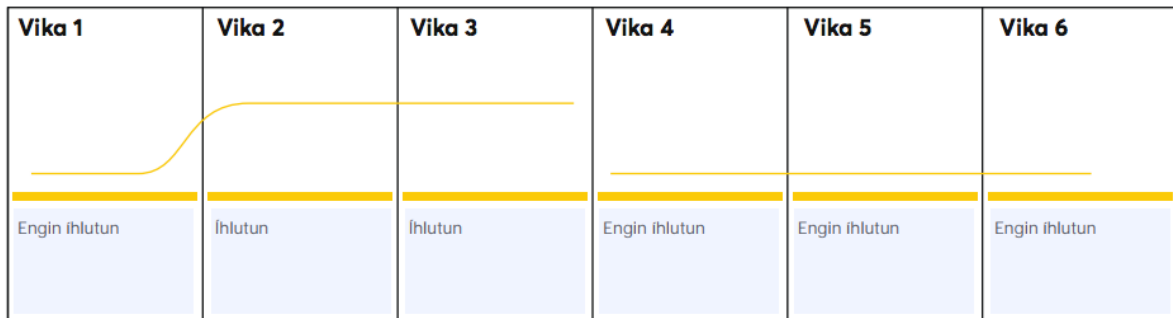 Vika 1
Vika 2
Vika 3
Vika 4
Vika 5
Vika 6
Engin íhlutun
Íhlutun
Íhlutun
Engin íhlutun
Engin íhlutun
Engin íhlutun